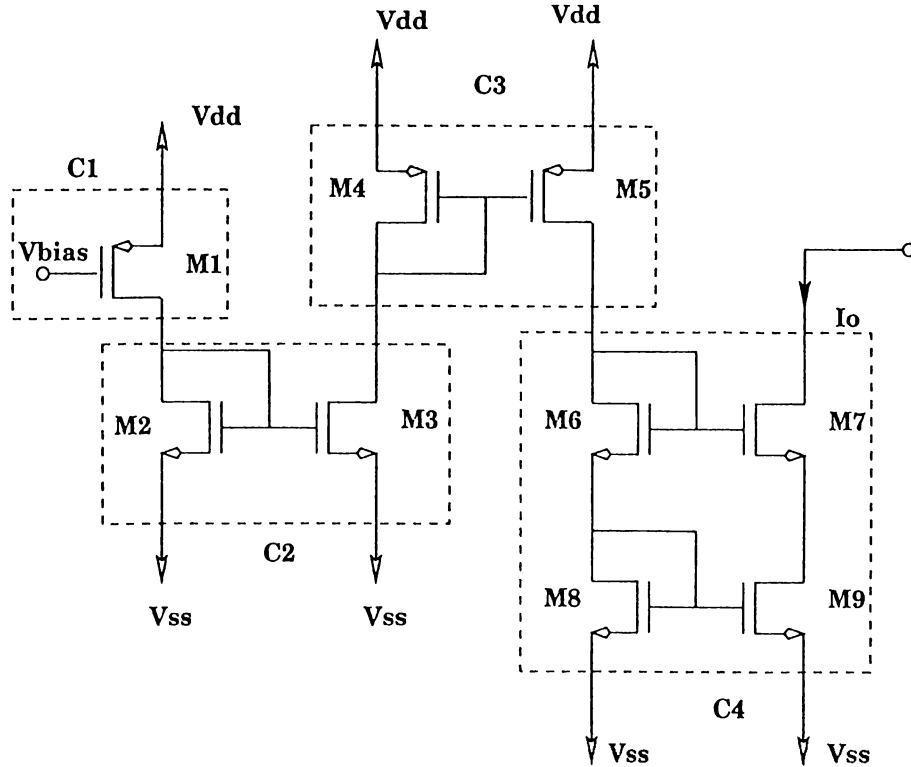 Vdd Vdd
C3
Vdd
C1
M4 M5
Vbias
M1
Io
M2 M3 M6 M7
C2
M8 M9
Vss Vss
C4
Vss Vss